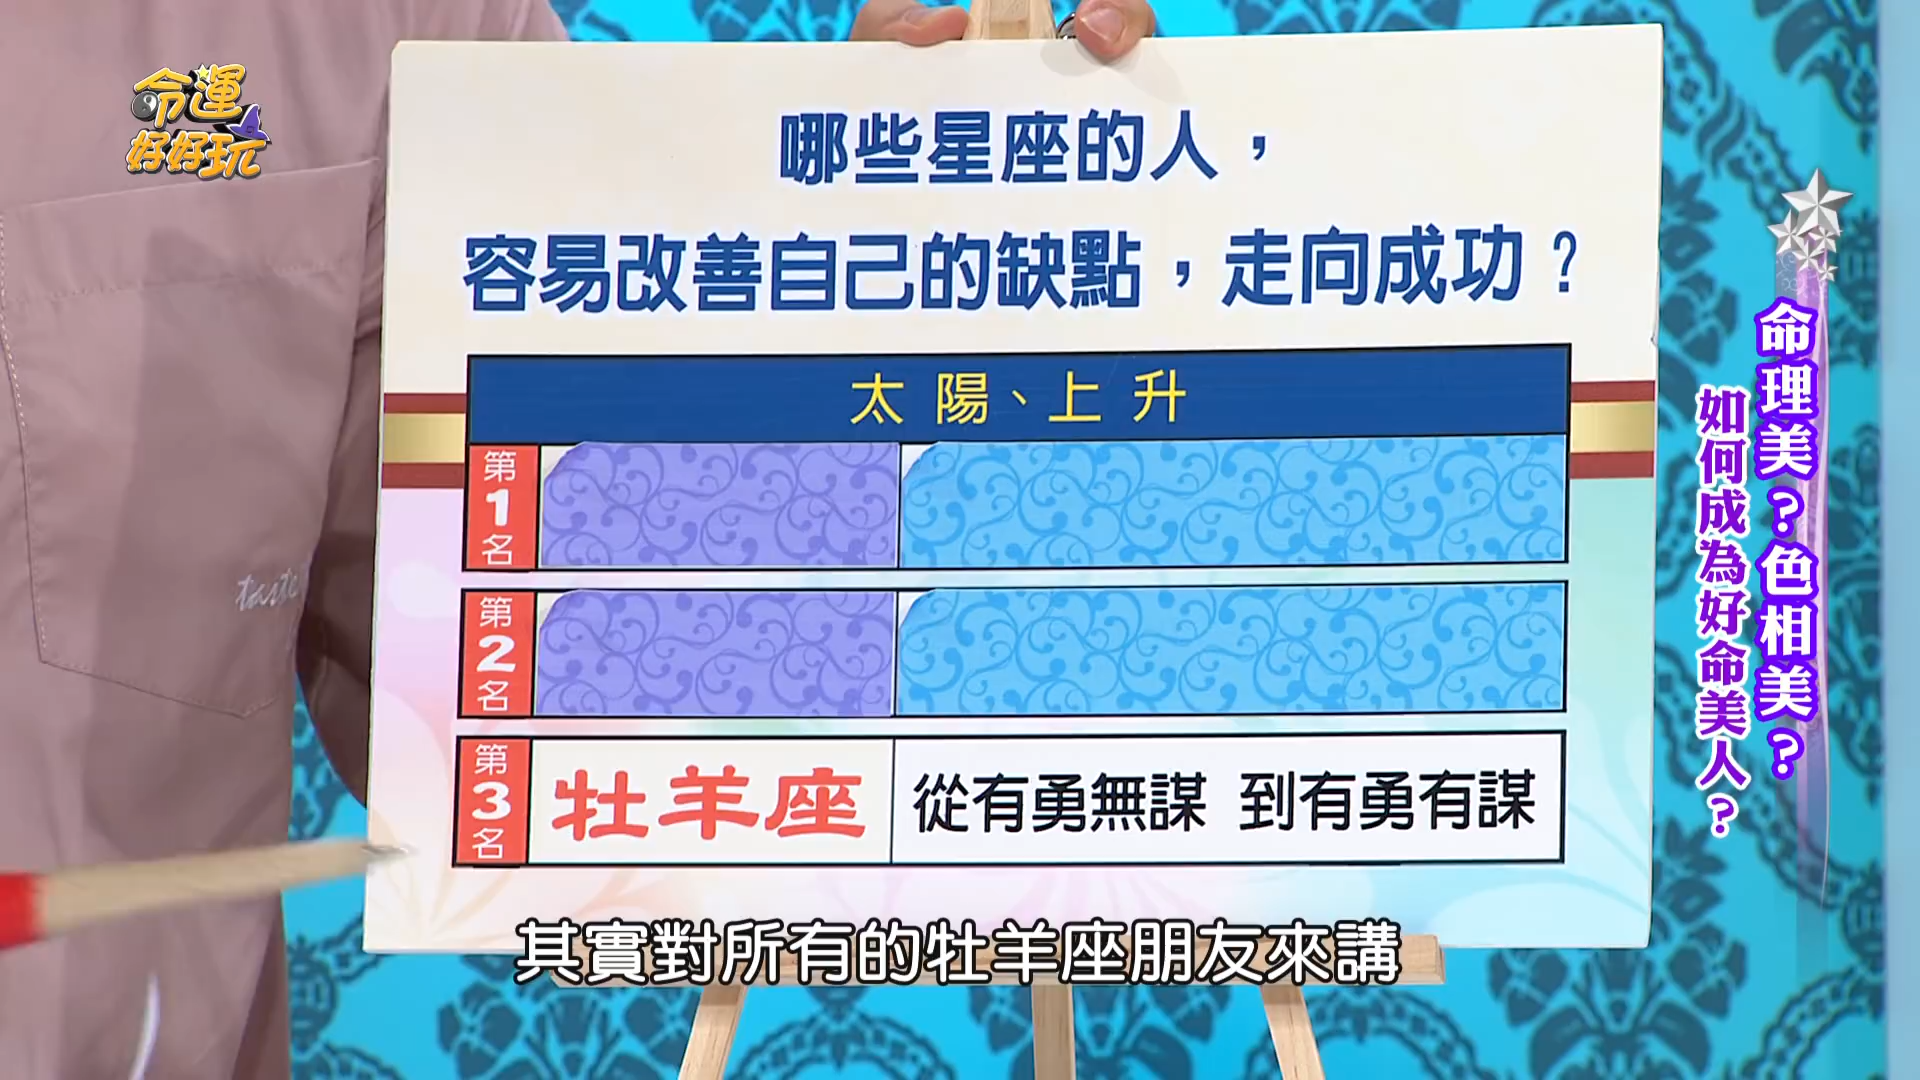 命運
好好玩
哪些星座的人，
容易改善自己的缺點，走向成功？
太陽、上升
第1名
第2名
第3名
牡羊座
從有勇無謀 到有勇有謀
命理美？色相美？
如何成為好命美人？
其實對所有的牡羊座朋友來講